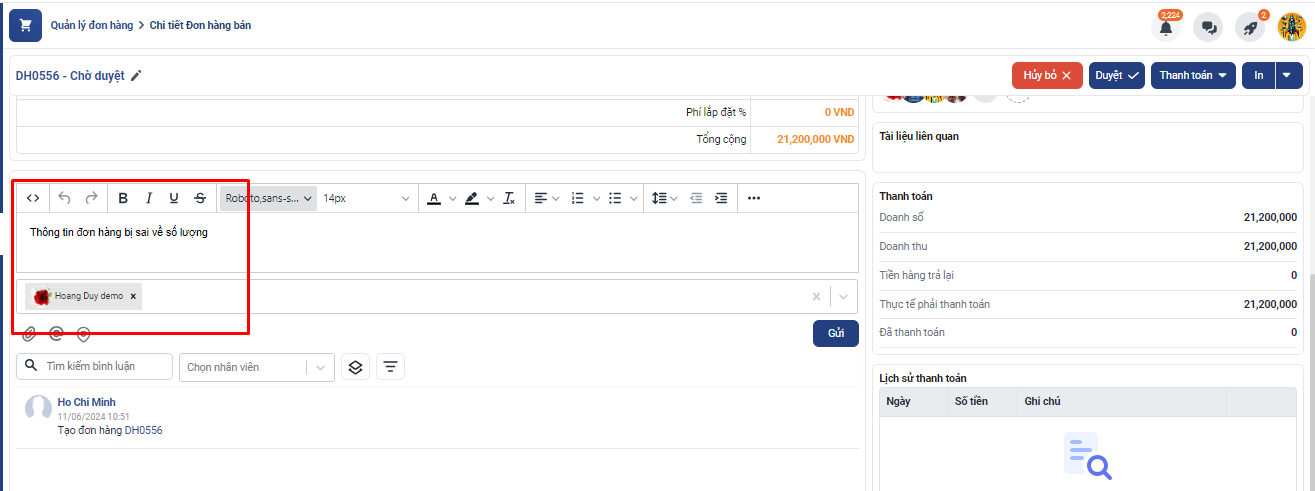 Quản lý đơn hàng > Chi tiết Đơn hàng bán
2,224
2
DH0556 - Chờ duyệt
Hủy bỏ ×
Duyệt
Thanh toán
In
Phí lắp đặt %
0 VND
Tổng cộng
21,200,000 VND
<> B I U S Roboto,sans-s... 14px A
Thông tin đơn hàng bị sai về số lượng
Hoang Duy demo x
Gửi
Tìm kiếm bình luận
Chọn nhân viên
Ho Chi Minh
11/06/2024 10:51
Tạo đơn hàng DH0556
Tài liệu liên quan
Thanh toán
Doanh số 21,200,000
Doanh thu 21,200,000
Tiền hàng trả lại 0
Thực tế phải thanh toán 21,200,000
Đã thanh toán 0
Lịch sử thanh toán
Ngày Số tiền Ghi chú